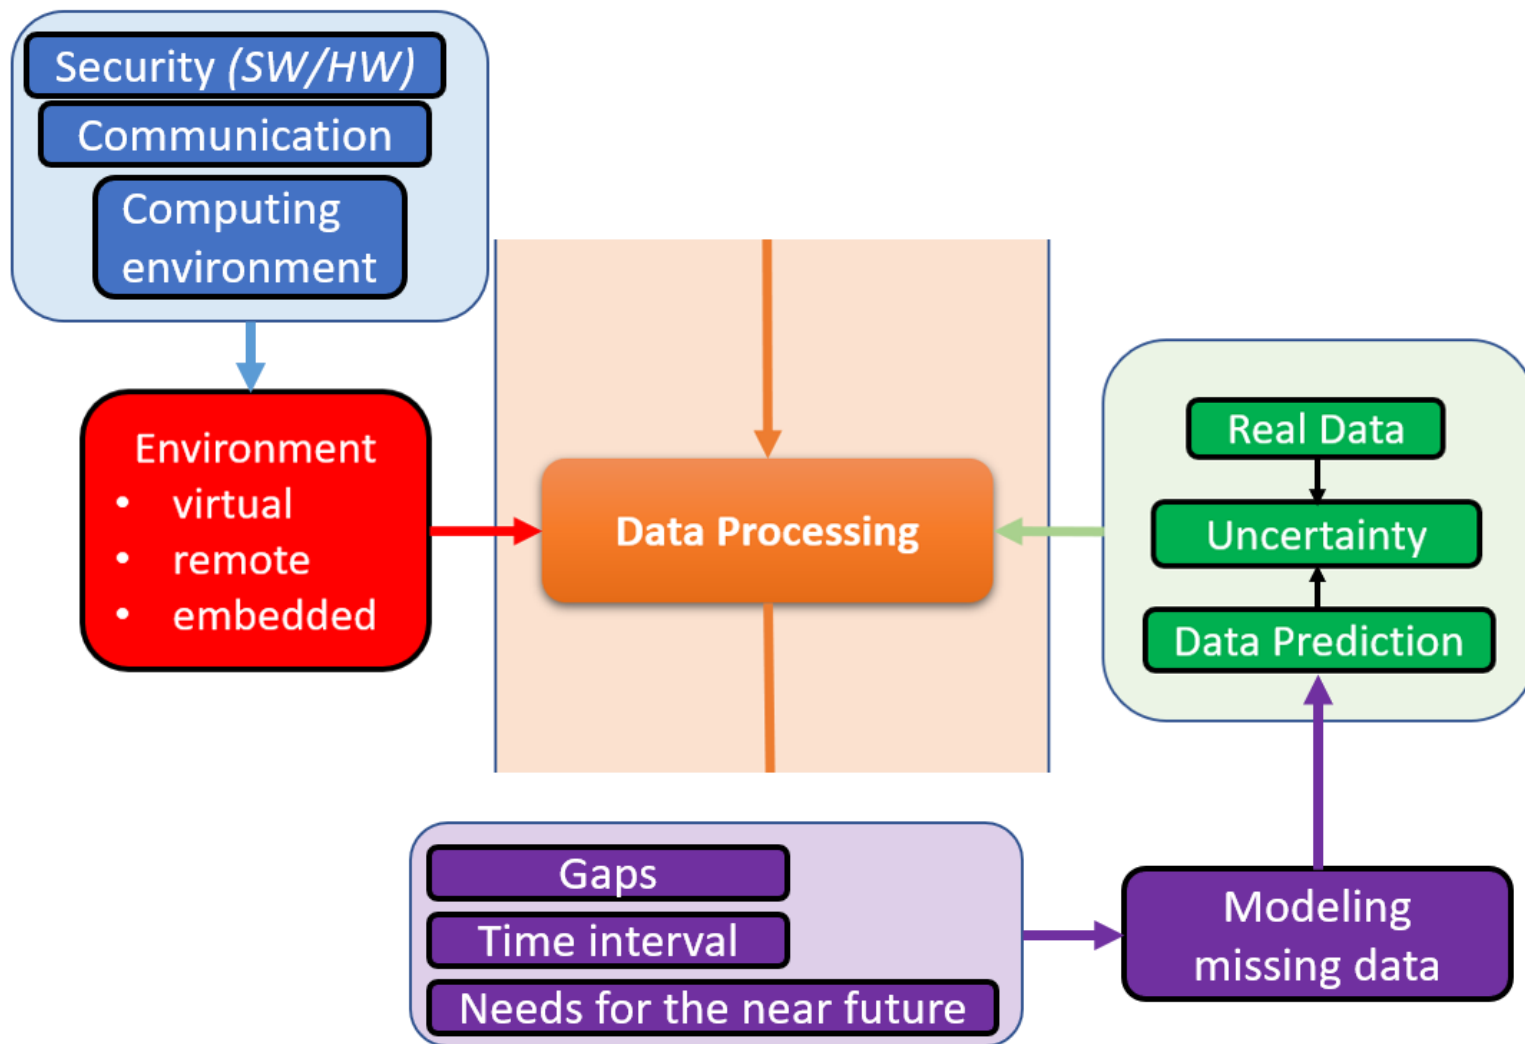 Security (SW/HW)
Communication
Computing
environment
Environment
• virtual
• remote
• embedded
Data Processing
Real Data
Uncertainty
Data Prediction
Gaps
Time interval
Needs for the near future
Modeling
missing data